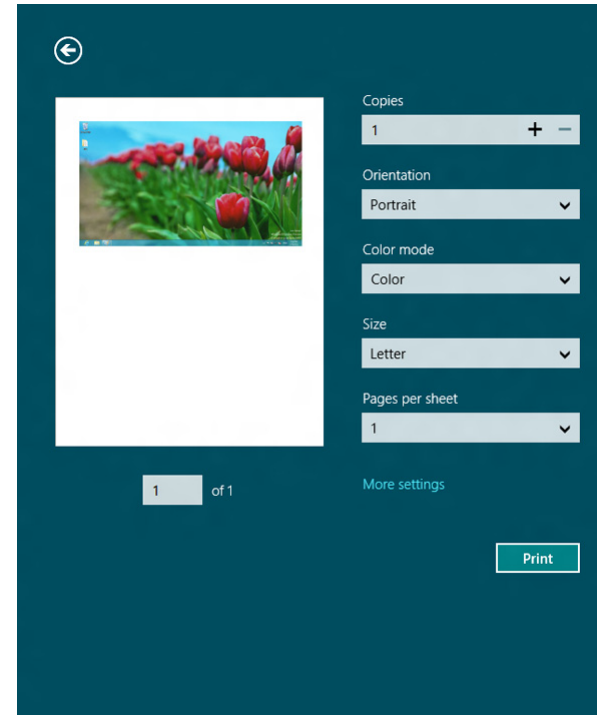 Copies
1
Orientation
Portrait
Color mode
Color
Size
Letter
Pages per sheet
1
1 of 1
More settings
Print